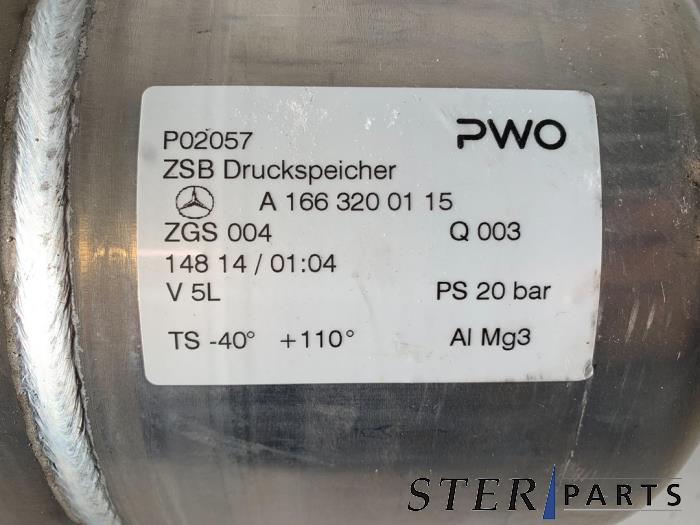 P02057 PWO
ZSB Druckspeicher
A 166 320 01 15
ZGS 004 Q 003
148 14 / 01:04
V 5L PS 20 bar
TS -40° +110° Al Mg3
STER PARTS